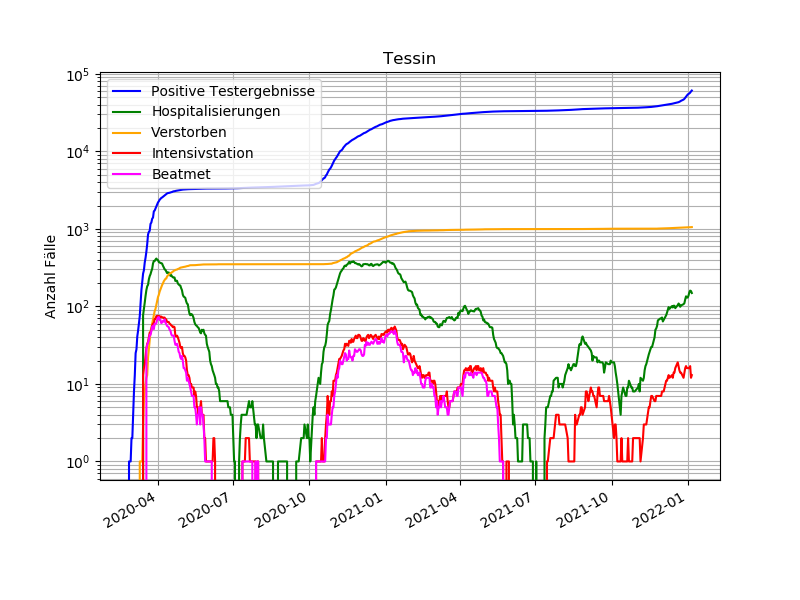 Tessin
Anzahl Fälle
10^5
10^4
10^3
10^2
10^1
10^0
Positive Testergebnisse
Hospitalisierungen
Verstorben
Intensivstation
Beatmet
2020-04
2020-07
2020-10
2021-01
2021-04
2021-07
2021-10
2022-01